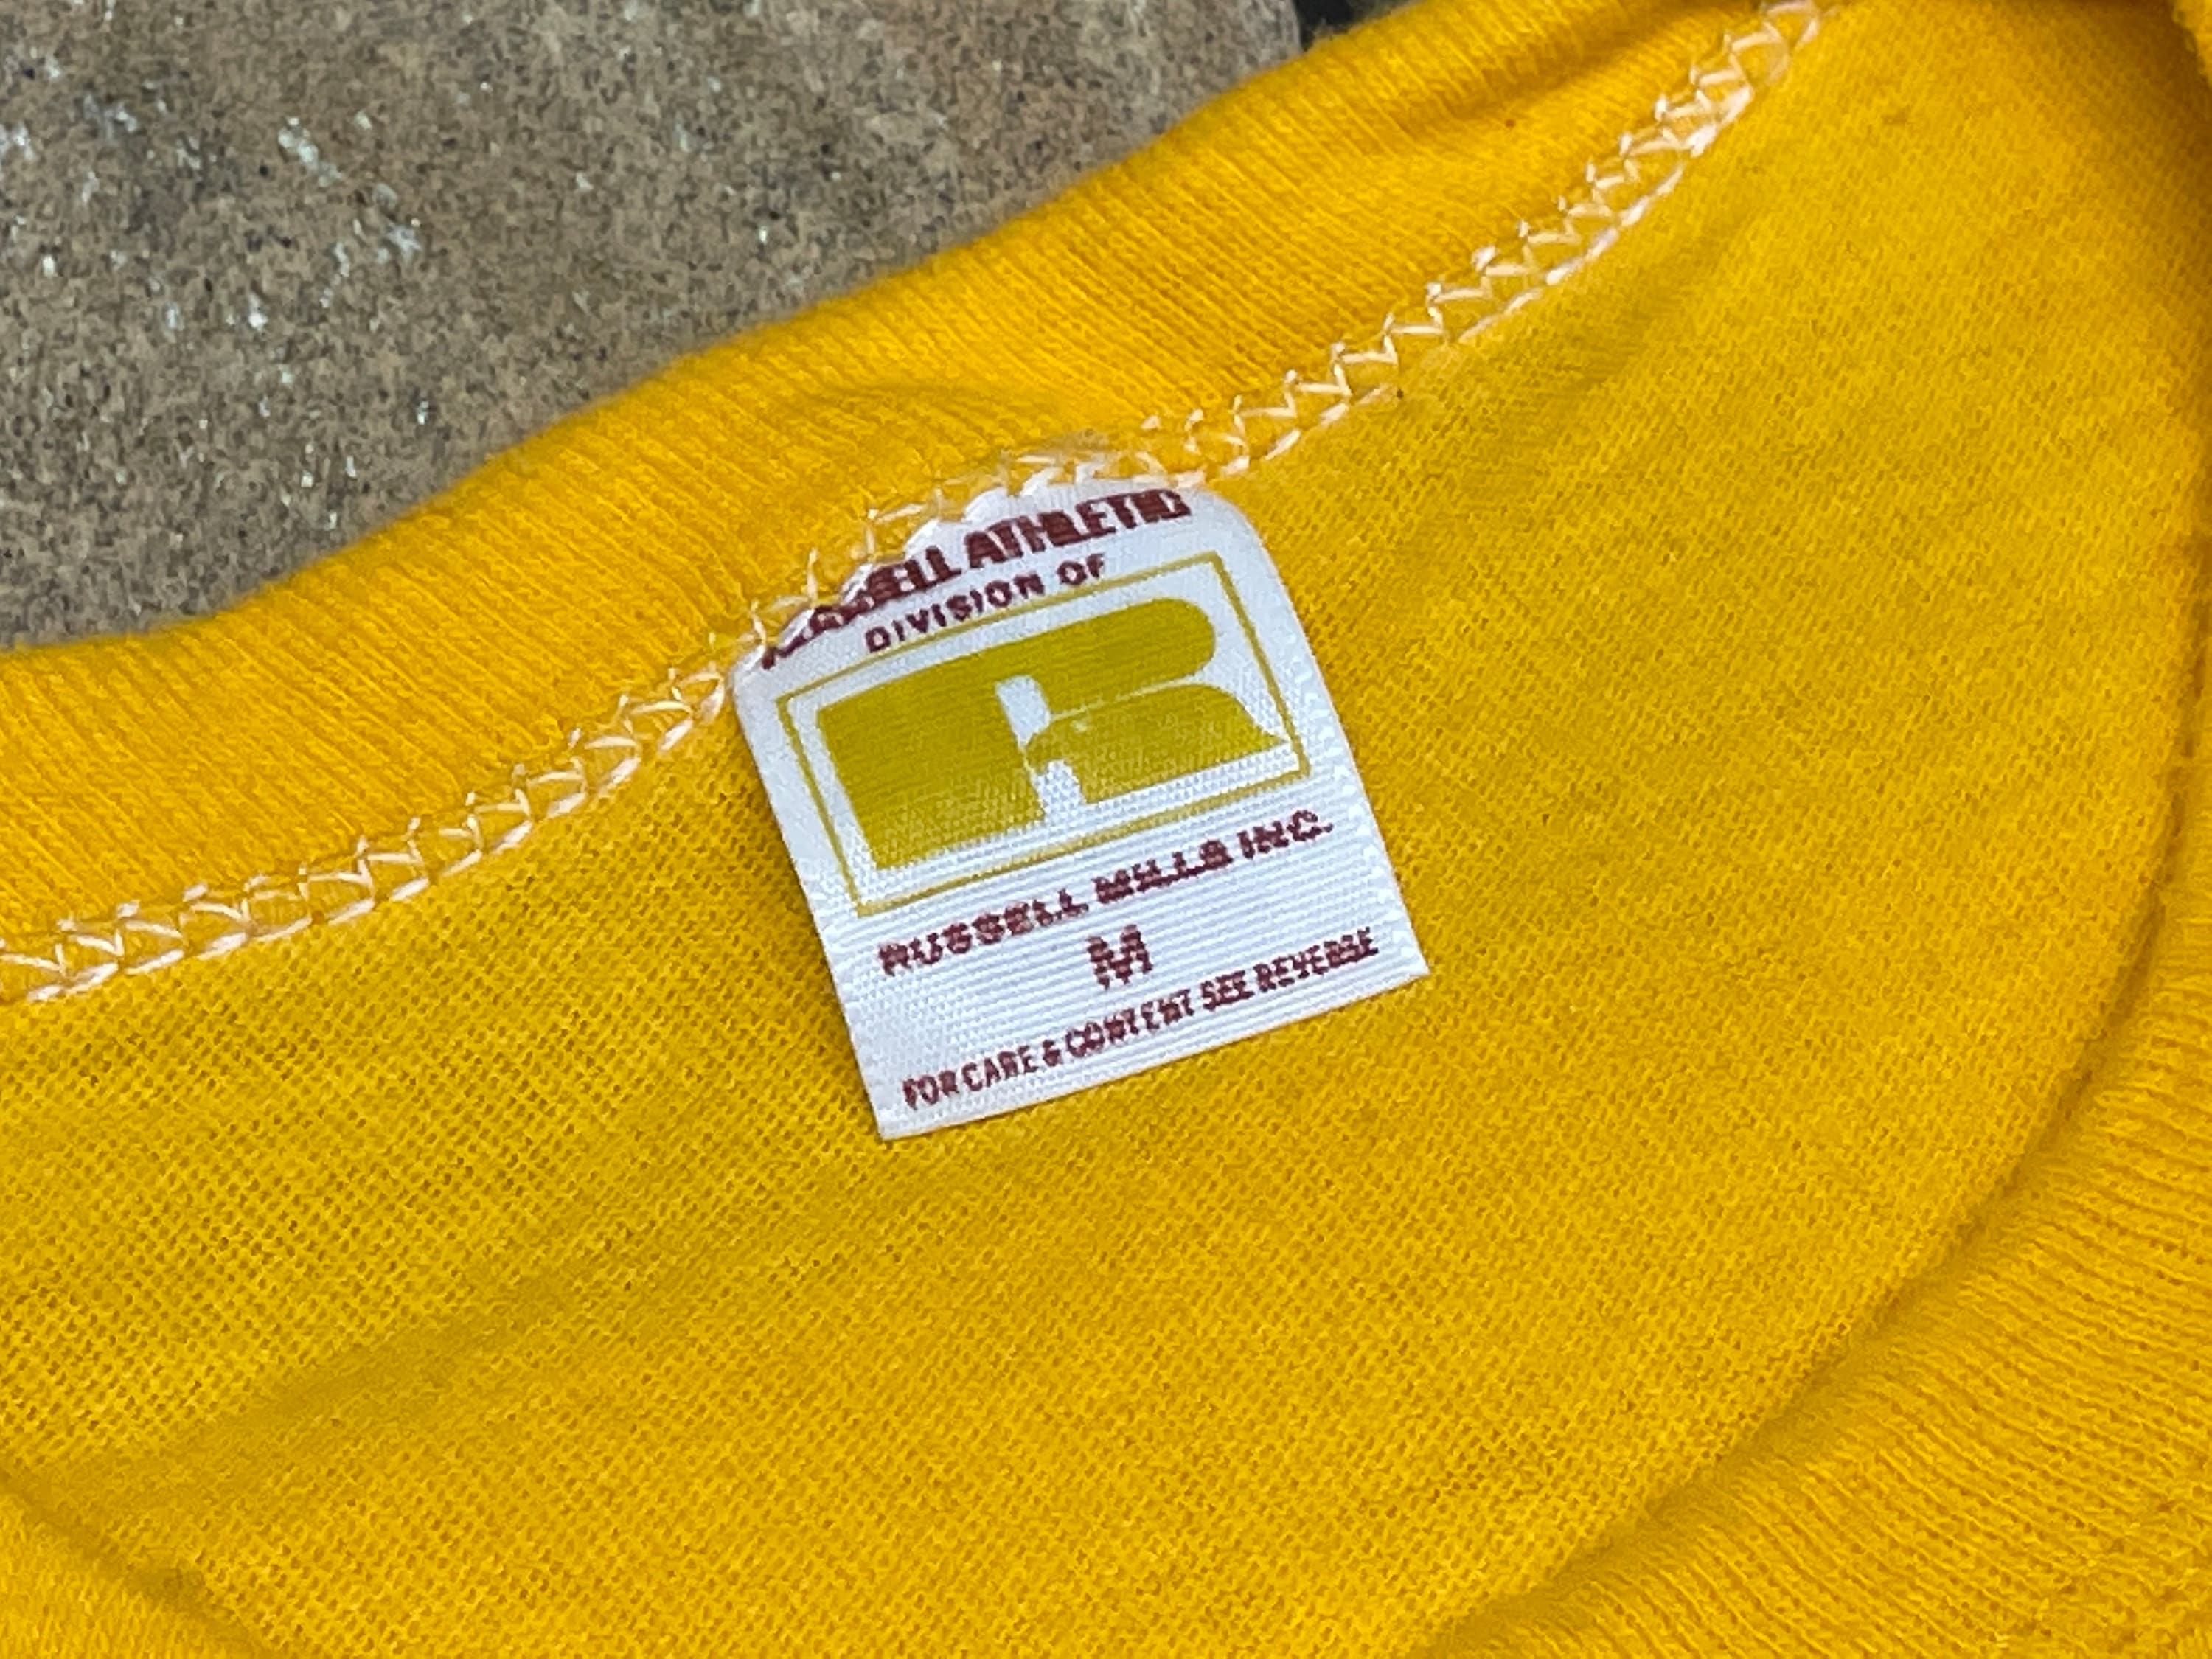 RUSSELL ATHLETIC
DIVISION OF
R
RUSSELL MILLS INC.
M
FOR CARE & CONTENT SEE REVERSE